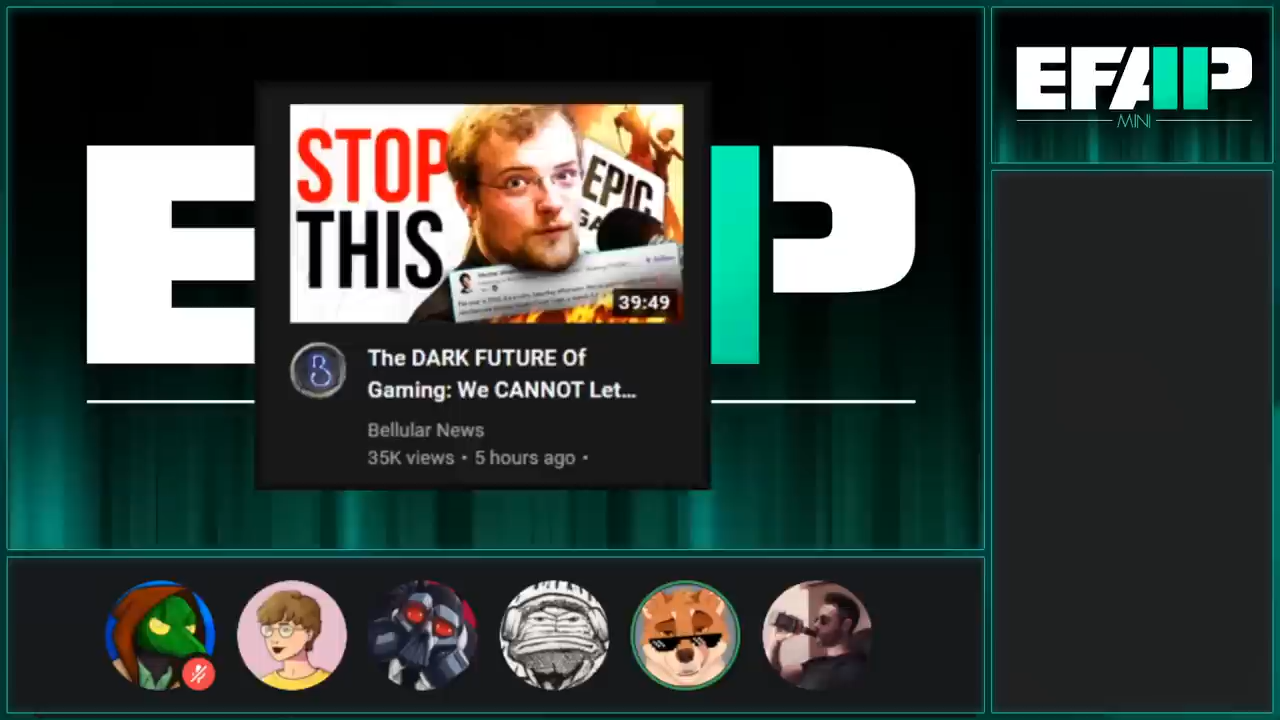 EFAP
MINI
E
P
STOP
THIS
EPIC
39:49
The DARK FUTURE Of
Gaming: We CANNOT Let…
Bellular News
35K views • 5 hours ago •